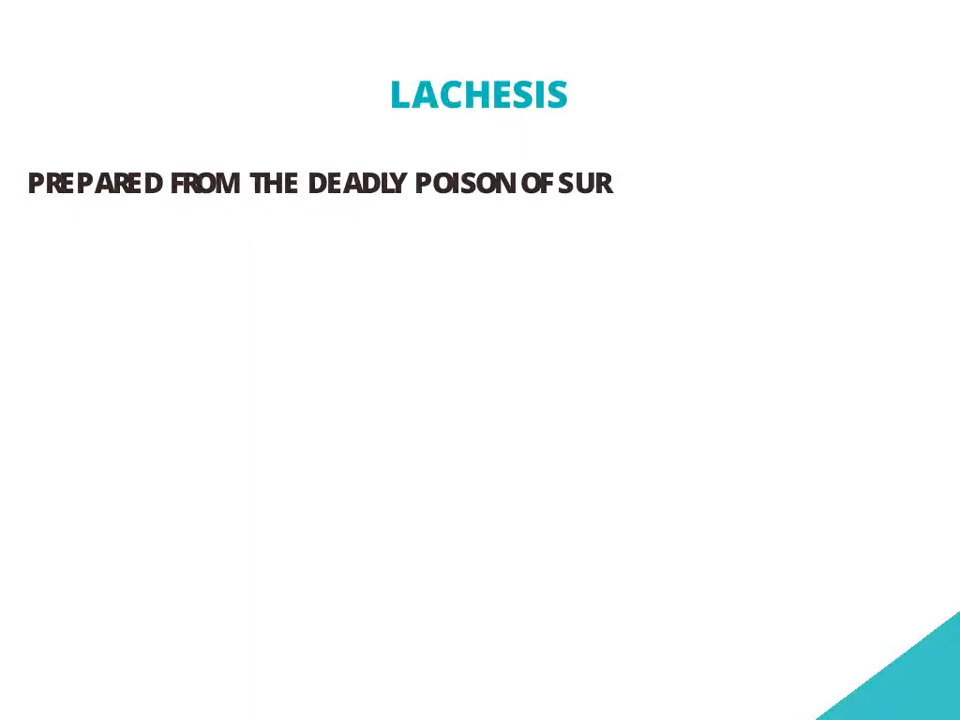 LACHESIS
PREPARED FROM THE DEADLY POISON OF SUR